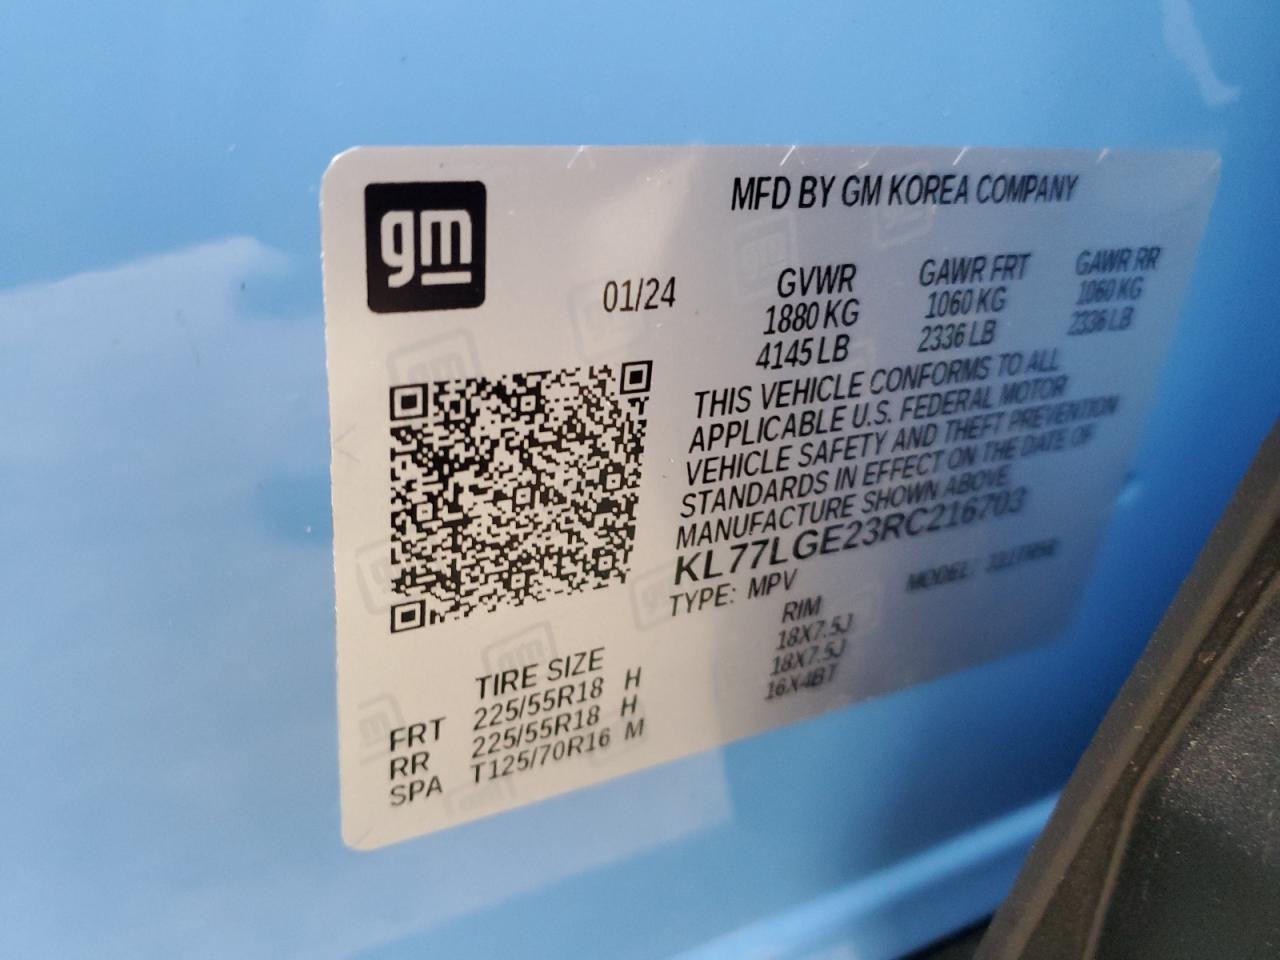 gm
MFD BY GM KOREA COMPANY
01/24
GVWR GAWR FRT GAWR RR
1880 KG 1060 KG 1060 KG
4145 LB 2336 LB 2336 LB
THIS VEHICLE CONFORMS TO ALL
APPLICABLE U.S. FEDERAL MOTOR
VEHICLE SAFETY AND THEFT PREVENTION
STANDARDS IN EFFECT ON THE DATE OF
MANUFACTURE SHOWN ABOVE
KL77LGE23RC216703
TYPE: MPV MODEL:
TIRE SIZE RIM
FRT 225/55R18 H 18X7.5J
RR 225/55R18 H 18X7.5J
SPA T125/70R16 M 16X4BT